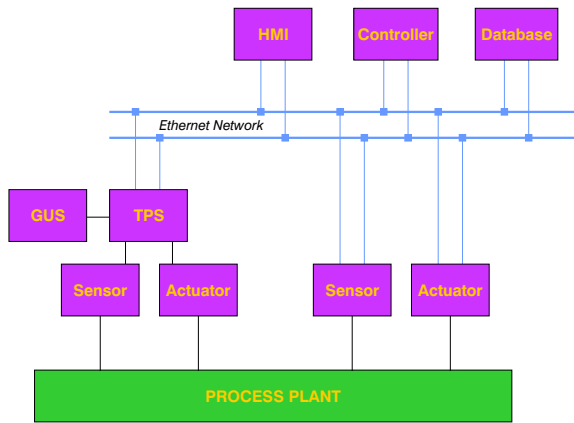 HMI
Controller
Database
Ethernet Network
GUS
TPS
Sensor
Actuator
Sensor
Actuator
PROCESS PLANT